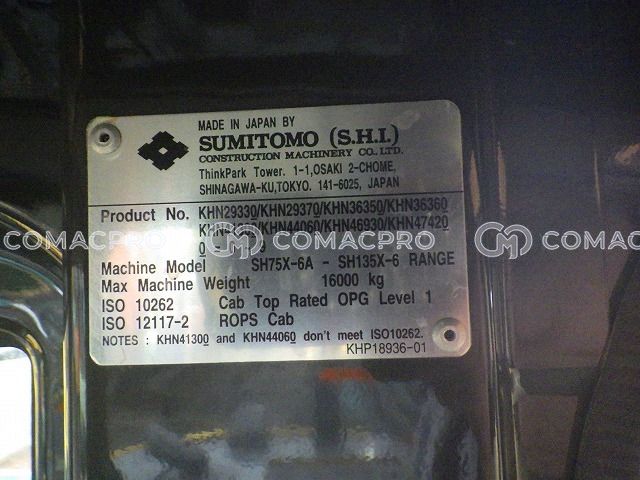 MADE IN JAPAN BY
SUMITOMO (S.H.I.)
CONSTRUCTION MACHINERY CO.,LTD.
ThinkPark Tower. 1-1,OSAKI 2-CHOME,
SHINAGAWA-KU,TOKYO. 141-6025, JAPAN
Product No. KHN29330/KHN29370/KHN36350/KHN36360
/KHN44060/KHN46930/KHN47420
COMACPRO COMACPRO COMACPRO
Machine Model SH75X-6A - SH135X-6 RANGE
Max Machine Weight 16000 kg
ISO 10262 Cab Top Rated OPG Level 1
ISO 12117-2 ROPS Cab
NOTES : KHN41300 and KHN44060 don't meet ISO10262.
KHP18936-01